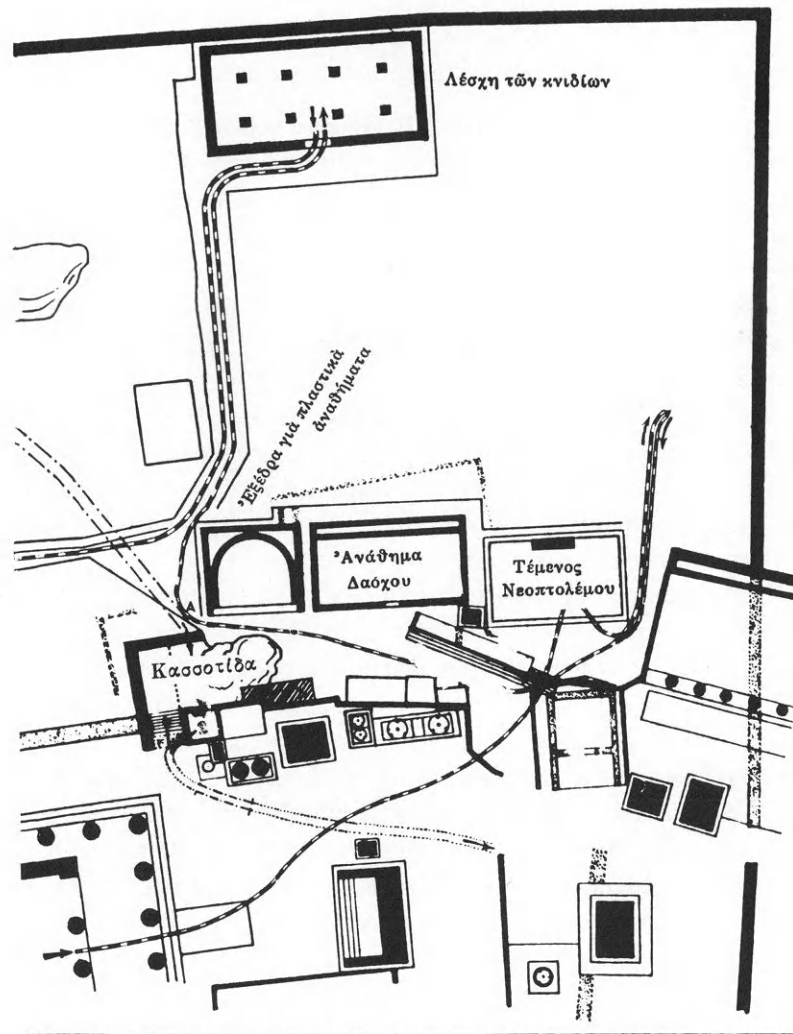 Λέσχη τῶν κνιδίων
Ἐξέδρα γιὰ πλαστικὰ
ἀναθήματα
Ἀνάθημα
Δαόχου
Τέμενος
Νεοπτολέμου
A
Κασσοτίδα